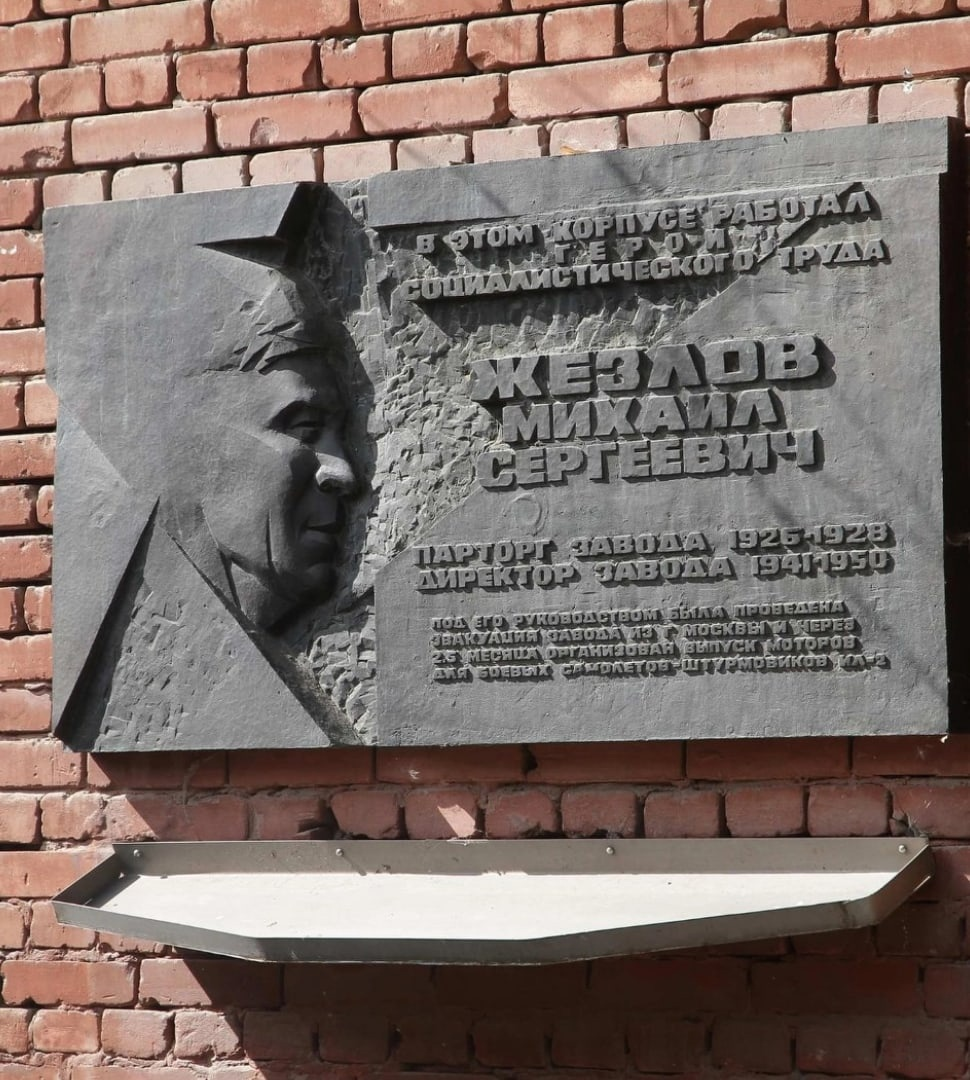 В ЭТОМ КОРПУСЕ РАБОТАЛ
ГЕРОЙ
СОЦИАЛИСТИЧЕСКОГО ТРУДА
ЖЕЗЛОВ
МИХАИЛ
СЕРГЕЕВИЧ
ПАРТОРГ ЗАВОДА 1926-1928
ДИРЕКТОР ЗАВОДА 1941-1950
ПОД ЕГО РУКОВОДСТВОМ БЫЛА ПРОВЕДЕНА
ЭВАКУАЦИЯ ЗАВОДА ИЗ Г МОСКВЫ И ЧЕРЕЗ
2.5 МЕСЯЦА ОРГАНИЗОВАН ВЫПУСК МОТОРОВ
ДЛЯ БОЕВЫХ САМОЛЕТОВ-ШТУРМОВИКОВ ИЛ-2